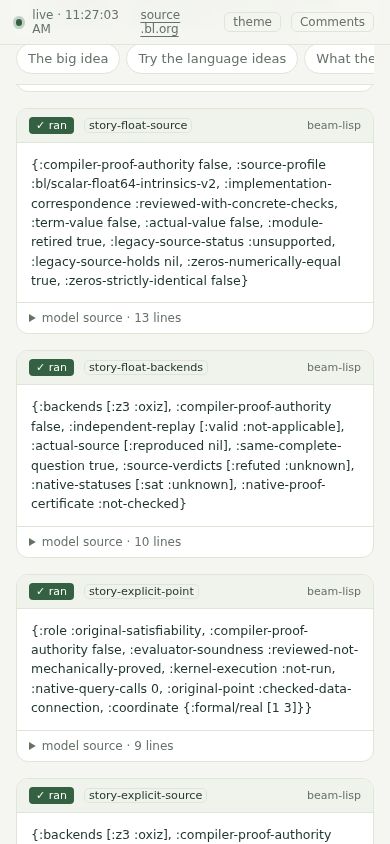 live · 11:27:03 AM
source .bl.org
theme
Comments
The big idea
Try the language ideas
What the
✓ ran story-float-source beam-lisp
{:compiler-proof-authority false, :source-profile
:bl/scalar-float64-intrinsics-v2, :implementation-
correspondence :reviewed-with-concrete-checks,
:term-value false, :actual-value false, :module-
retired true, :legacy-source-status :unsupported,
:legacy-source-holds nil, :zeros-numerically-equal
true, :zeros-strictly-identical false}
▶ model source · 13 lines
✓ ran story-float-backends beam-lisp
{:backends [:z3 :oxiz], :compiler-proof-authority
false, :independent-replay [:valid :not-applicable],
:actual-source [:reproduced nil], :same-complete-
question true, :source-verdicts [:refuted :unknown],
:native-statuses [:sat :unknown], :native-proof-
certificate :not-checked}
▶ model source · 10 lines
✓ ran story-explicit-point beam-lisp
{:role :original-satisfiability, :compiler-proof-
authority false, :evaluator-soundness :reviewed-not-
mechanically-proved, :kernel-execution :not-run,
:native-query-calls 0, :original-point :checked-data-
connection, :coordinate {:formal/real [1 3]}}
▶ model source · 9 lines
✓ ran story-explicit-source beam-lisp
{:backends [:z3 :oxiz], :compiler-proof-authority